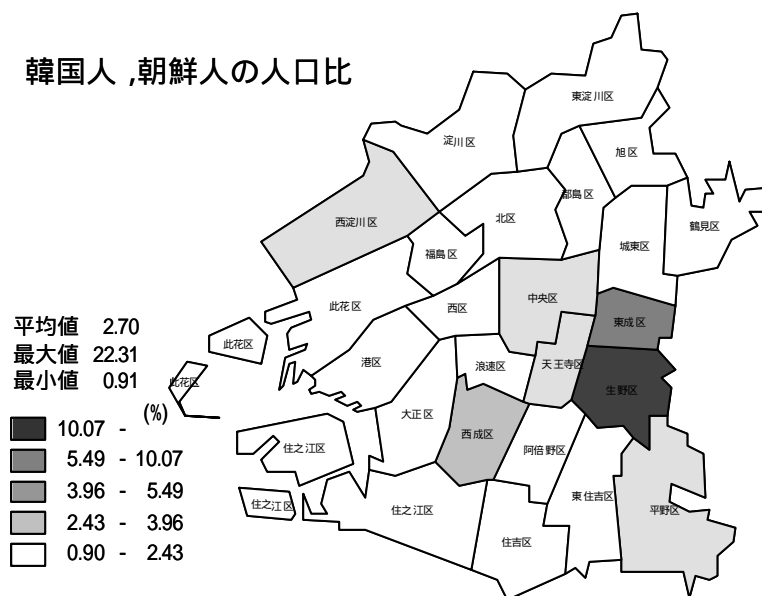 韓国人 ,朝鮮人の人口比
東淀川区
淀川区
旭区
都島区
鶴見区
西淀川区
北区
城東区
福島区
中央区
此花区
西区
東成区
此花区
天王寺区
港区
浪速区
此花区
生野区
大正区
西成区
住之江区
阿倍野区
住之江区
住之江区
東住吉区
平野区
住吉区
平均値 2.70
最大値 22.31
最小値 0.91
(%)
10.07 -
5.49 - 10.07
3.96 - 5.49
2.43 - 3.96
0.90 - 2.43